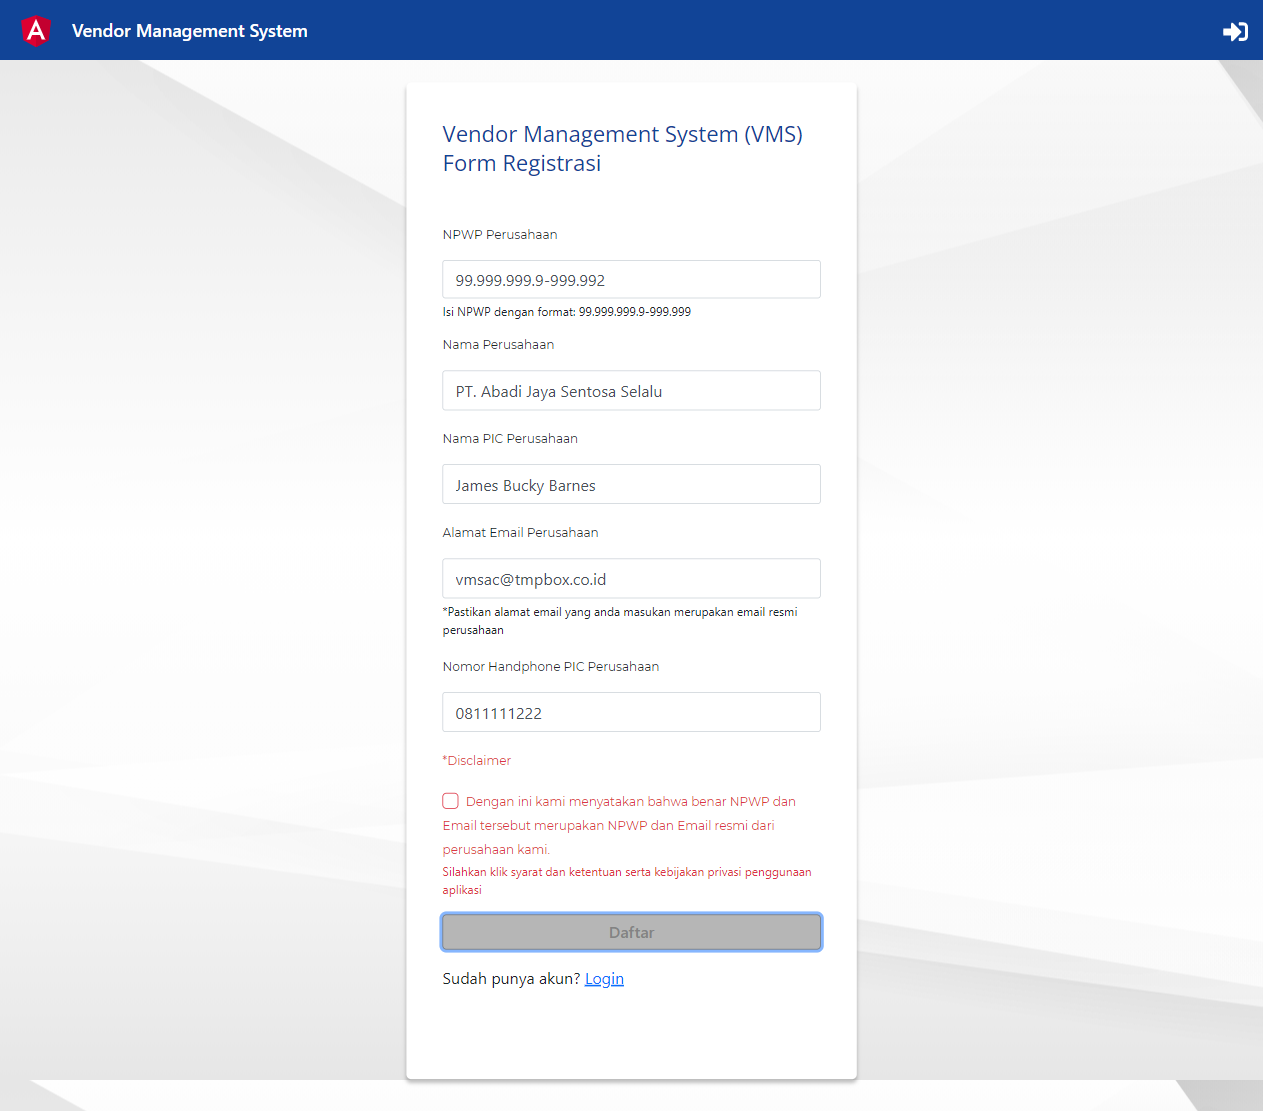 Vendor Management System
Vendor Management System (VMS)
Form Registrasi
NPWP Perusahaan
99.999.999.9-999.992
Isi NPWP dengan format: 99.999.999.9-999.999
Nama Perusahaan
PT. Abadi Jaya Sentosa Selalu
Nama PIC Perusahaan
James Bucky Barnes
Alamat Email Perusahaan
vmsac@tmpbox.co.id
*Pastikan alamat email yang anda masukan merupakan email resmi
perusahaan
Nomor Handphone PIC Perusahaan
0811111222
*Disclaimer
Dengan ini kami menyatakan bahwa benar NPWP dan
Email tersebut merupakan NPWP dan Email resmi dari
perusahaan kami.
Silahkan klik syarat dan ketentuan serta kebijakan privasi penggunaan
aplikasi
Daftar
Sudah punya akun? Login